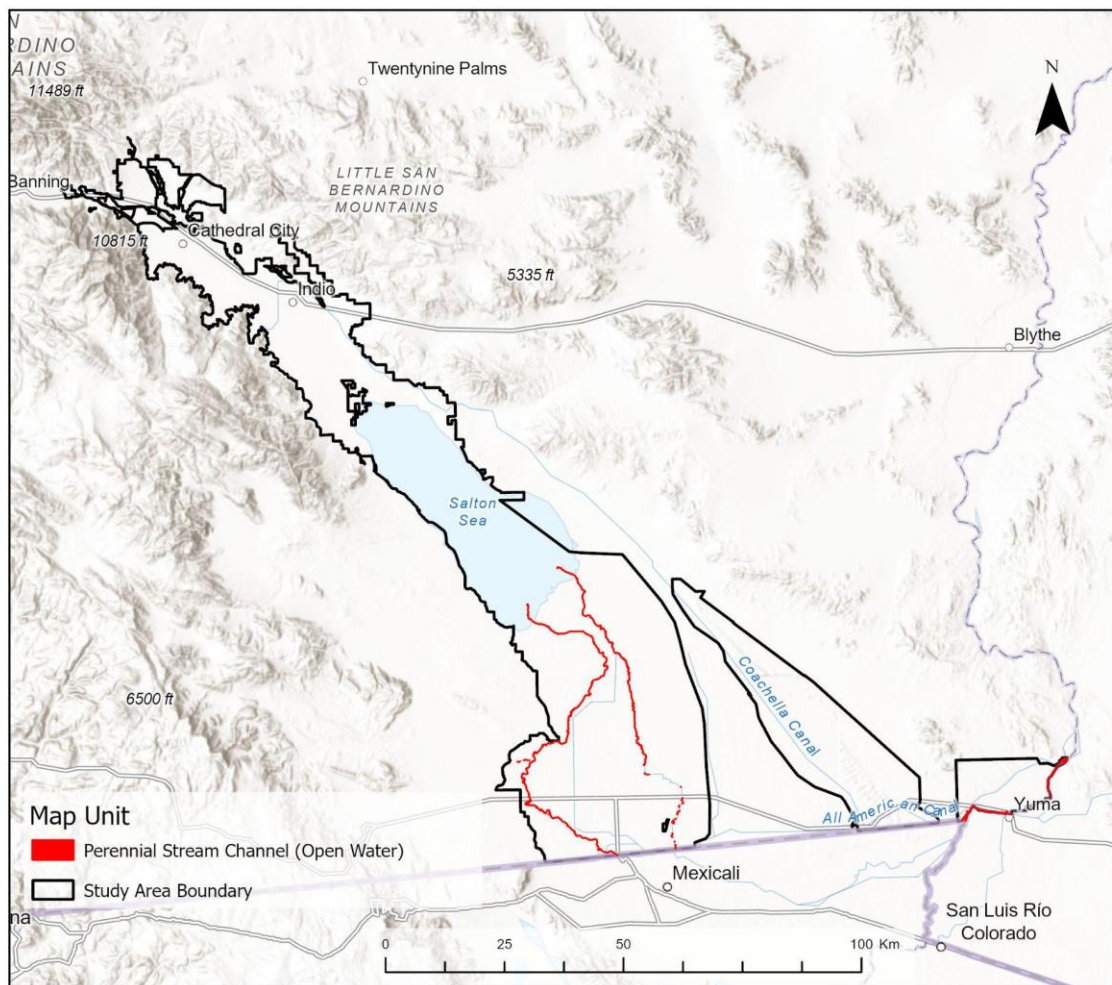 N
RDINO
AINS
11489 ft
Twentynine Palms
N
LITTLE SAN
BERNARDINO
MOUNTAINS
Banning
10815 ft
Cathedral City
5335 ft
Indio
Blythe
Salton
Sea
6500 ft
Coachella Canal
All American Canal
Yuma
Map Unit
Perennial Stream Channel (Open Water)
Study Area Boundary
Mexicali
na
San Luis Río
Colorado
0 25 50 100 Km